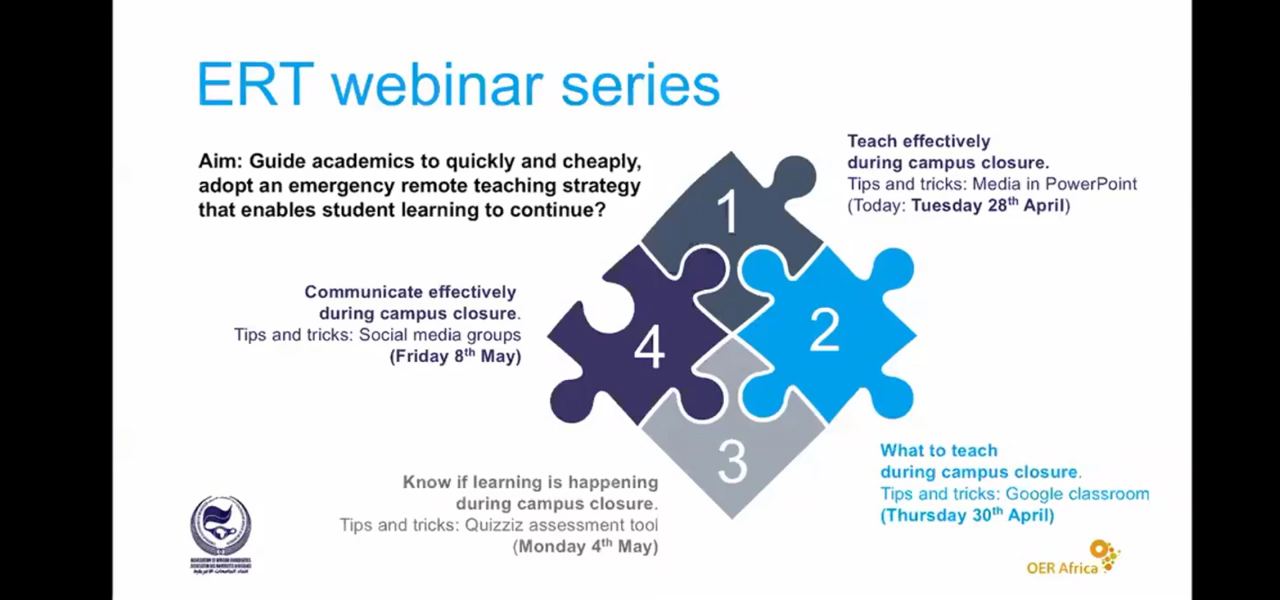 ERT webinar series
Aim: Guide academics to quickly and cheaply,
adopt an emergency remote teaching strategy
that enables student learning to continue?
1
Teach effectively
during campus closure.
Tips and tricks: Media in PowerPoint
(Today: Tuesday 28th April)
2
What to teach
during campus closure.
Tips and tricks: Google classroom
(Thursday 30th April)
3
Know if learning is happening
during campus closure.
Tips and tricks: Quizziz assessment tool
(Monday 4th May)
4
Communicate effectively
during campus closure.
Tips and tricks: Social media groups
(Friday 8th May)
ASSOCIATION OF AFRICAN UNIVERSITIES
OER Africa